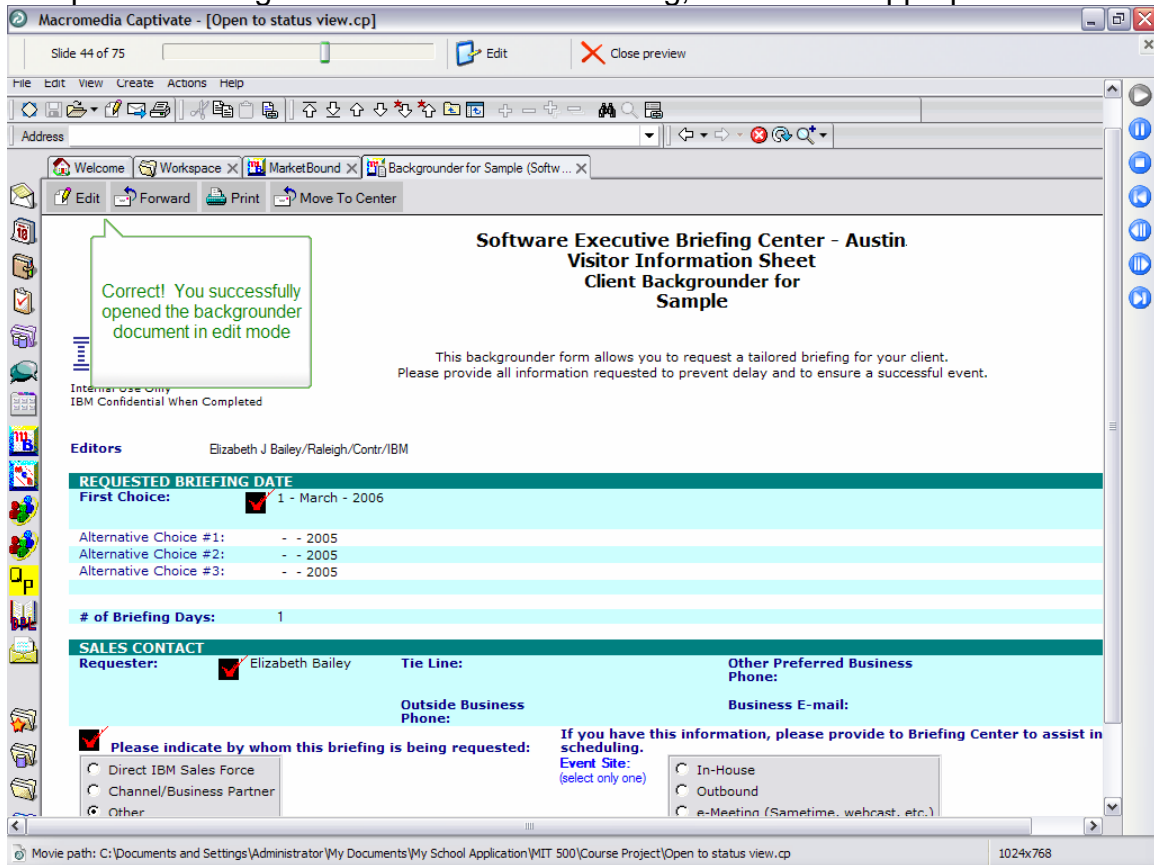 Macromedia Captivate - [Open to status view.cp]
Slide 44 of 75 Edit Close preview
File Edit View Create Actions Help
Address
Welcome Workspace MarketBound Backgrounder for Sample (Softw ...
Edit Forward Print Move To Center
Software Executive Briefing Center - Austin
Visitor Information Sheet
Client Backgrounder for
Sample
Correct! You successfully
opened the backgrounder
document in edit mode
This backgrounder form allows you to request a tailored briefing for your client.
Please provide all information requested to prevent delay and to ensure a successful event.
Internal Use Only
IBM Confidential When Completed
Editors Elizabeth J Bailey/Raleigh/Contr/IBM
REQUESTED BRIEFING DATE
First Choice: 1 - March - 2006
Alternative Choice #1: - - 2005
Alternative Choice #2: - - 2005
Alternative Choice #3: - - 2005
# of Briefing Days: 1
SALES CONTACT
Requester: Elizabeth Bailey Tie Line: Other Preferred Business
Phone:
Outside Business Business E-mail:
Phone:
Please indicate by whom this briefing is being requested:
If you have this information, please provide to Briefing Center to assist in
scheduling.
Event Site:
(select only one)
Direct IBM Sales Force
Channel/Business Partner
Other
In-House
Outbound
e-Meeting (Sametime, webcast, etc.)
Movie path: C:\Documents and Settings\Administrator\My Documents\My School Application\MIT 500\Course Project\Open to status view.cp 1024x768